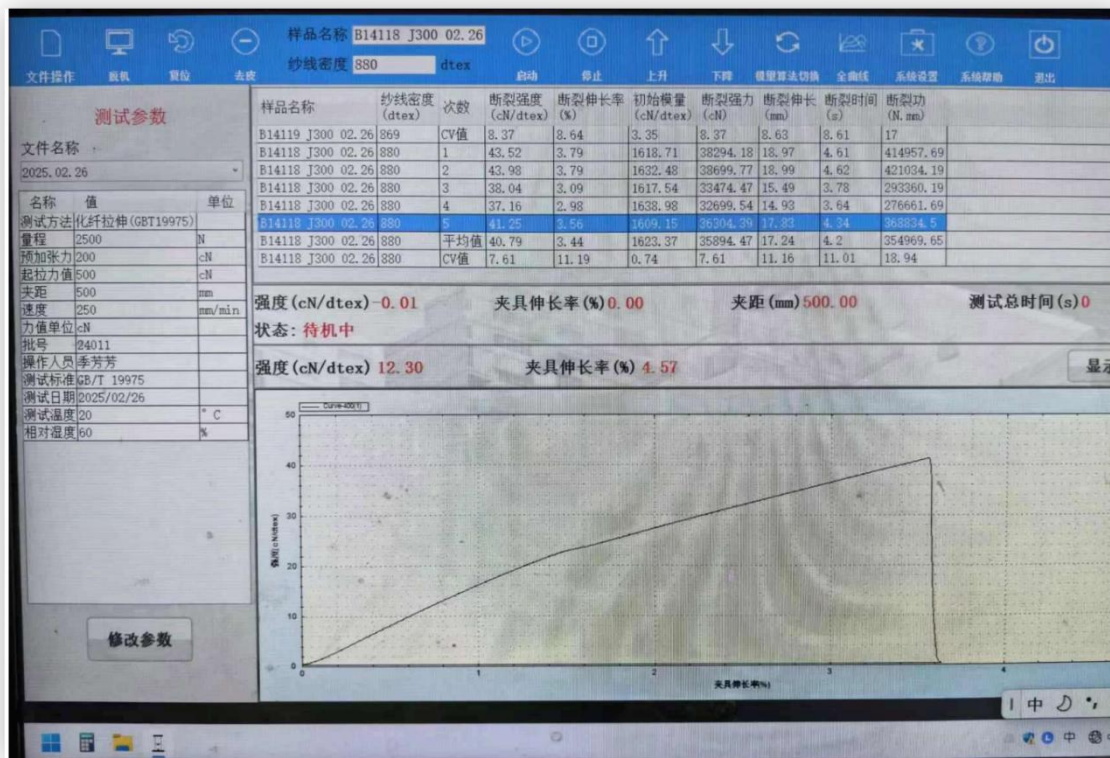 样品名称 B14118 J300 02.26
纱线密度 880 dtex
文件操作 联机 复位 去皮 启动 停止 上升 下降 模量算法切换 全曲线 系统设置 系统帮助 退出
测试参数
文件名称
2025.02.26
名称 值 单位
测试方法 化纤拉伸(GBT19975)
量程 2500 N
预加张力 200 cN
起拉力值 500 cN
夹距 500 mm
速度 250 mm/min
力值单位 cN
批号 24011
操作人员 季芳芳
测试标准 GB/T 19975
测试日期 2025/02/26
测试温度 20 °C
相对湿度 60 %
修改参数
样品名称 纱线密度(dtex) 次数 断裂强度(cN/dtex) 断裂伸长率(%) 初始模量(cN/dtex) 断裂强力(cN) 断裂伸长(mm) 断裂时间(s) 断裂功(N.mm)
B14119 J300 02.26 869 CV值 8.37 8.64 3.35 8.37 8.63 8.61 17
B14118 J300 02.26 880 1 43.52 3.79 1618.71 38294.18 18.97 4.61 414957.69
B14118 J300 02.26 880 2 43.98 3.79 1632.48 38699.77 18.99 4.62 421034.19
B14118 J300 02.26 880 3 38.04 3.09 1617.54 33474.47 15.49 3.78 293360.19
B14118 J300 02.26 880 4 37.16 2.98 1638.98 32699.54 14.93 3.64 276661.69
B14118 J300 02.26 880 5 41.25 3.56 1609.15 36304.39 17.83 4.34 368834.5
B14118 J300 02.26 880 平均值 40.79 3.44 1623.37 35894.47 17.24 4.2 354969.65
B14118 J300 02.26 880 CV值 7.61 11.19 0.74 7.61 11.16 11.01 18.94
强度(cN/dtex)-0.01 夹具伸长率(%)0.00 夹距(mm)500.00 测试总时间(s)0
状态: 待机中
强度(cN/dtex) 12.30 夹具伸长率(%) 4.57
显示
50
40
30
20
10
0
强度(cN/dtex)
0 1 2 3 4
夹具伸长率(%)
中
中